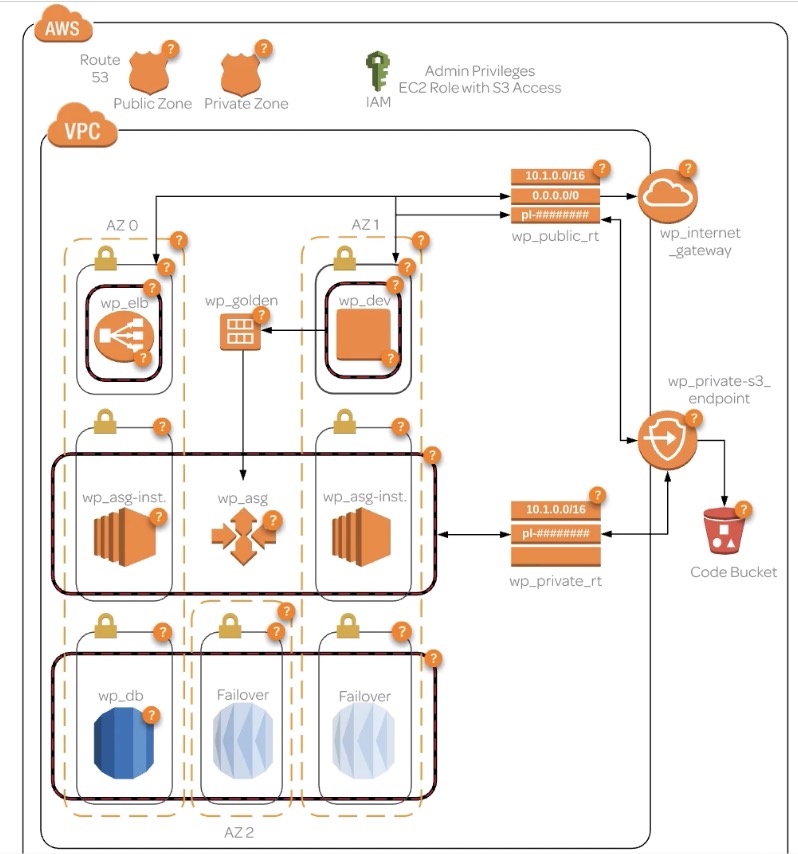 AWS
Route
53
?
?
Public Zone
Private Zone
IAM
Admin Privileges
EC2 Role with S3 Access
VPC
10.1.0.0/16
?
0.0.0.0/0
pl-########
wp_public_rt
?
wp_internet
_gateway
AZ 0
?
?
AZ 1
?
?
wp_elb
?
?
wp_golden
?
wp_dev
?
?
wp_private-s3_
endpoint
?
?
?
?
wp_asg-inst.
?
wp_asg
?
wp_asg-inst.
10.1.0.0/16
?
pl-########
wp_private_rt
?
Code Bucket
?
?
?
?
?
wp_db
?
Failover
Failover
AZ 2